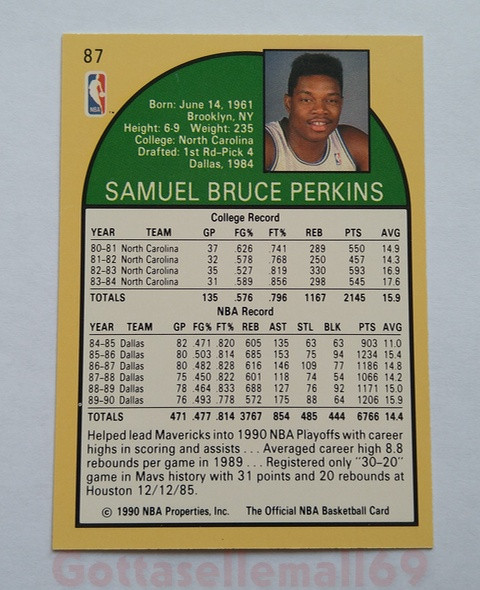 87
NBA
Born: June 14, 1961
Brooklyn, NY
Height: 6-9 Weight: 235
College: North Carolina
Drafted: 1st Rd-Pick 4
Dallas, 1984
SAMUEL BRUCE PERKINS
College Record
YEAR TEAM GP FG% FT% REB PTS AVG
80-81 North Carolina 37 .626 .741 289 550 14.9
81-82 North Carolina 32 .578 .768 250 457 14.3
82-83 North Carolina 35 .527 .819 330 593 16.9
83-84 North Carolina 31 .589 .856 298 545 17.6
TOTALS 135 .576 .796 1167 2145 15.9
NBA Record
YEAR TEAM GP FG% FT% REB AST STL BLK PTS AVG
84-85 Dallas 82 .471 .820 605 135 63 63 903 11.0
85-86 Dallas 80 .503 .814 685 153 75 94 1234 15.4
86-87 Dallas 80 .482 .828 616 146 109 77 1186 14.8
87-88 Dallas 75 .450 .822 601 118 74 54 1066 14.2
88-89 Dallas 78 .464 .833 688 127 76 92 1171 15.0
89-90 Dallas 76 .493 .778 572 175 88 64 1206 15.9
TOTALS 471 .477 .814 3767 854 485 444 6766 14.4
Helped lead Mavericks into 1990 NBA Playoffs with career
highs in scoring and assists . . . Averaged career high 8.8
rebounds per game in 1989 . . . Registered only "30-20"
game in Mavs history with 31 points and 20 rebounds at
Houston 12/12/85.
© 1990 NBA Properties, Inc. The Official NBA Basketball Card
Gottasellemall69